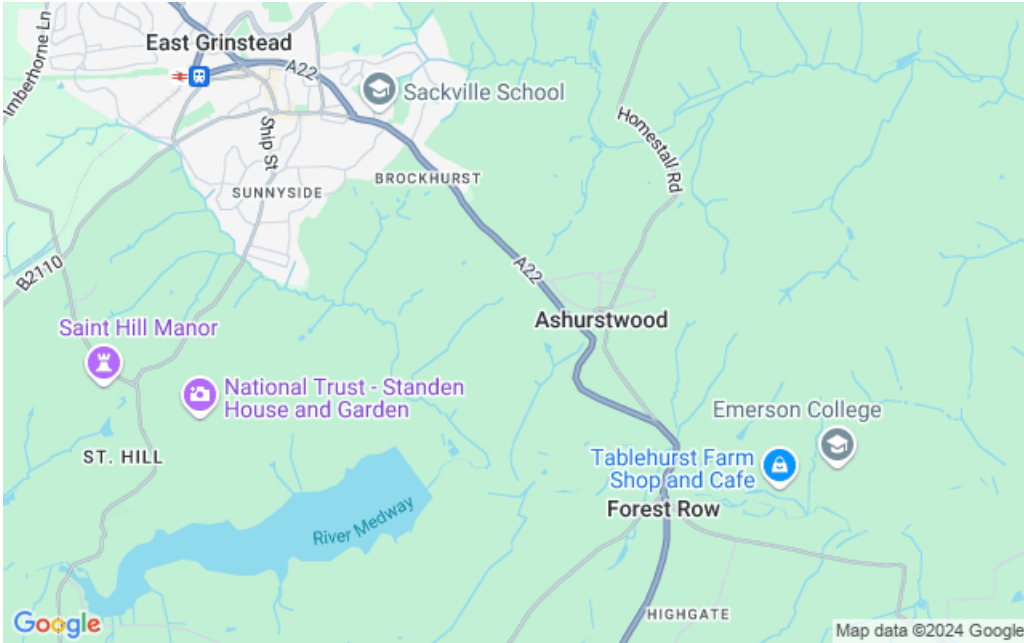 Imberhorne Ln
East Grinstead
A22
Sackville School
Ship St
Homestall Rd
SUNNYSIDE
BROCKHURST
B2110
A22
Saint Hill Manor
Ashurstwood
National Trust - Standen
House and Garden
Emerson College
ST. HILL
Tablehurst Farm
Shop and Cafe
River Medway
Forest Row
HIGHGATE
Google
Map data ©2024 Google